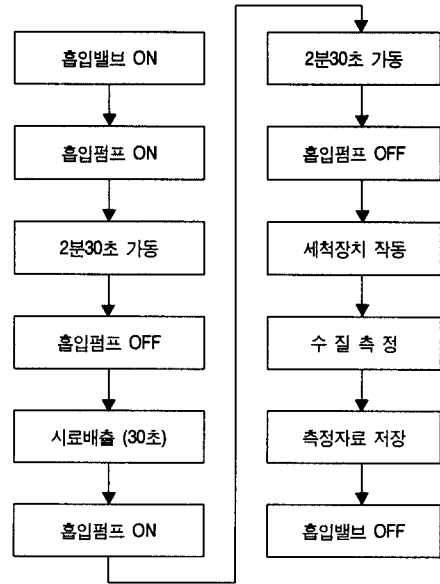 흡입밸브 ON
흡입펌프 ON
2분30초 가동
흡입펌프 OFF
시료배출 (30초)
흡입펌프 ON
2분30초 가동
흡입펌프 OFF
세척장치 작동
수 질 측 정
측정자료 저장
흡입밸브 OFF